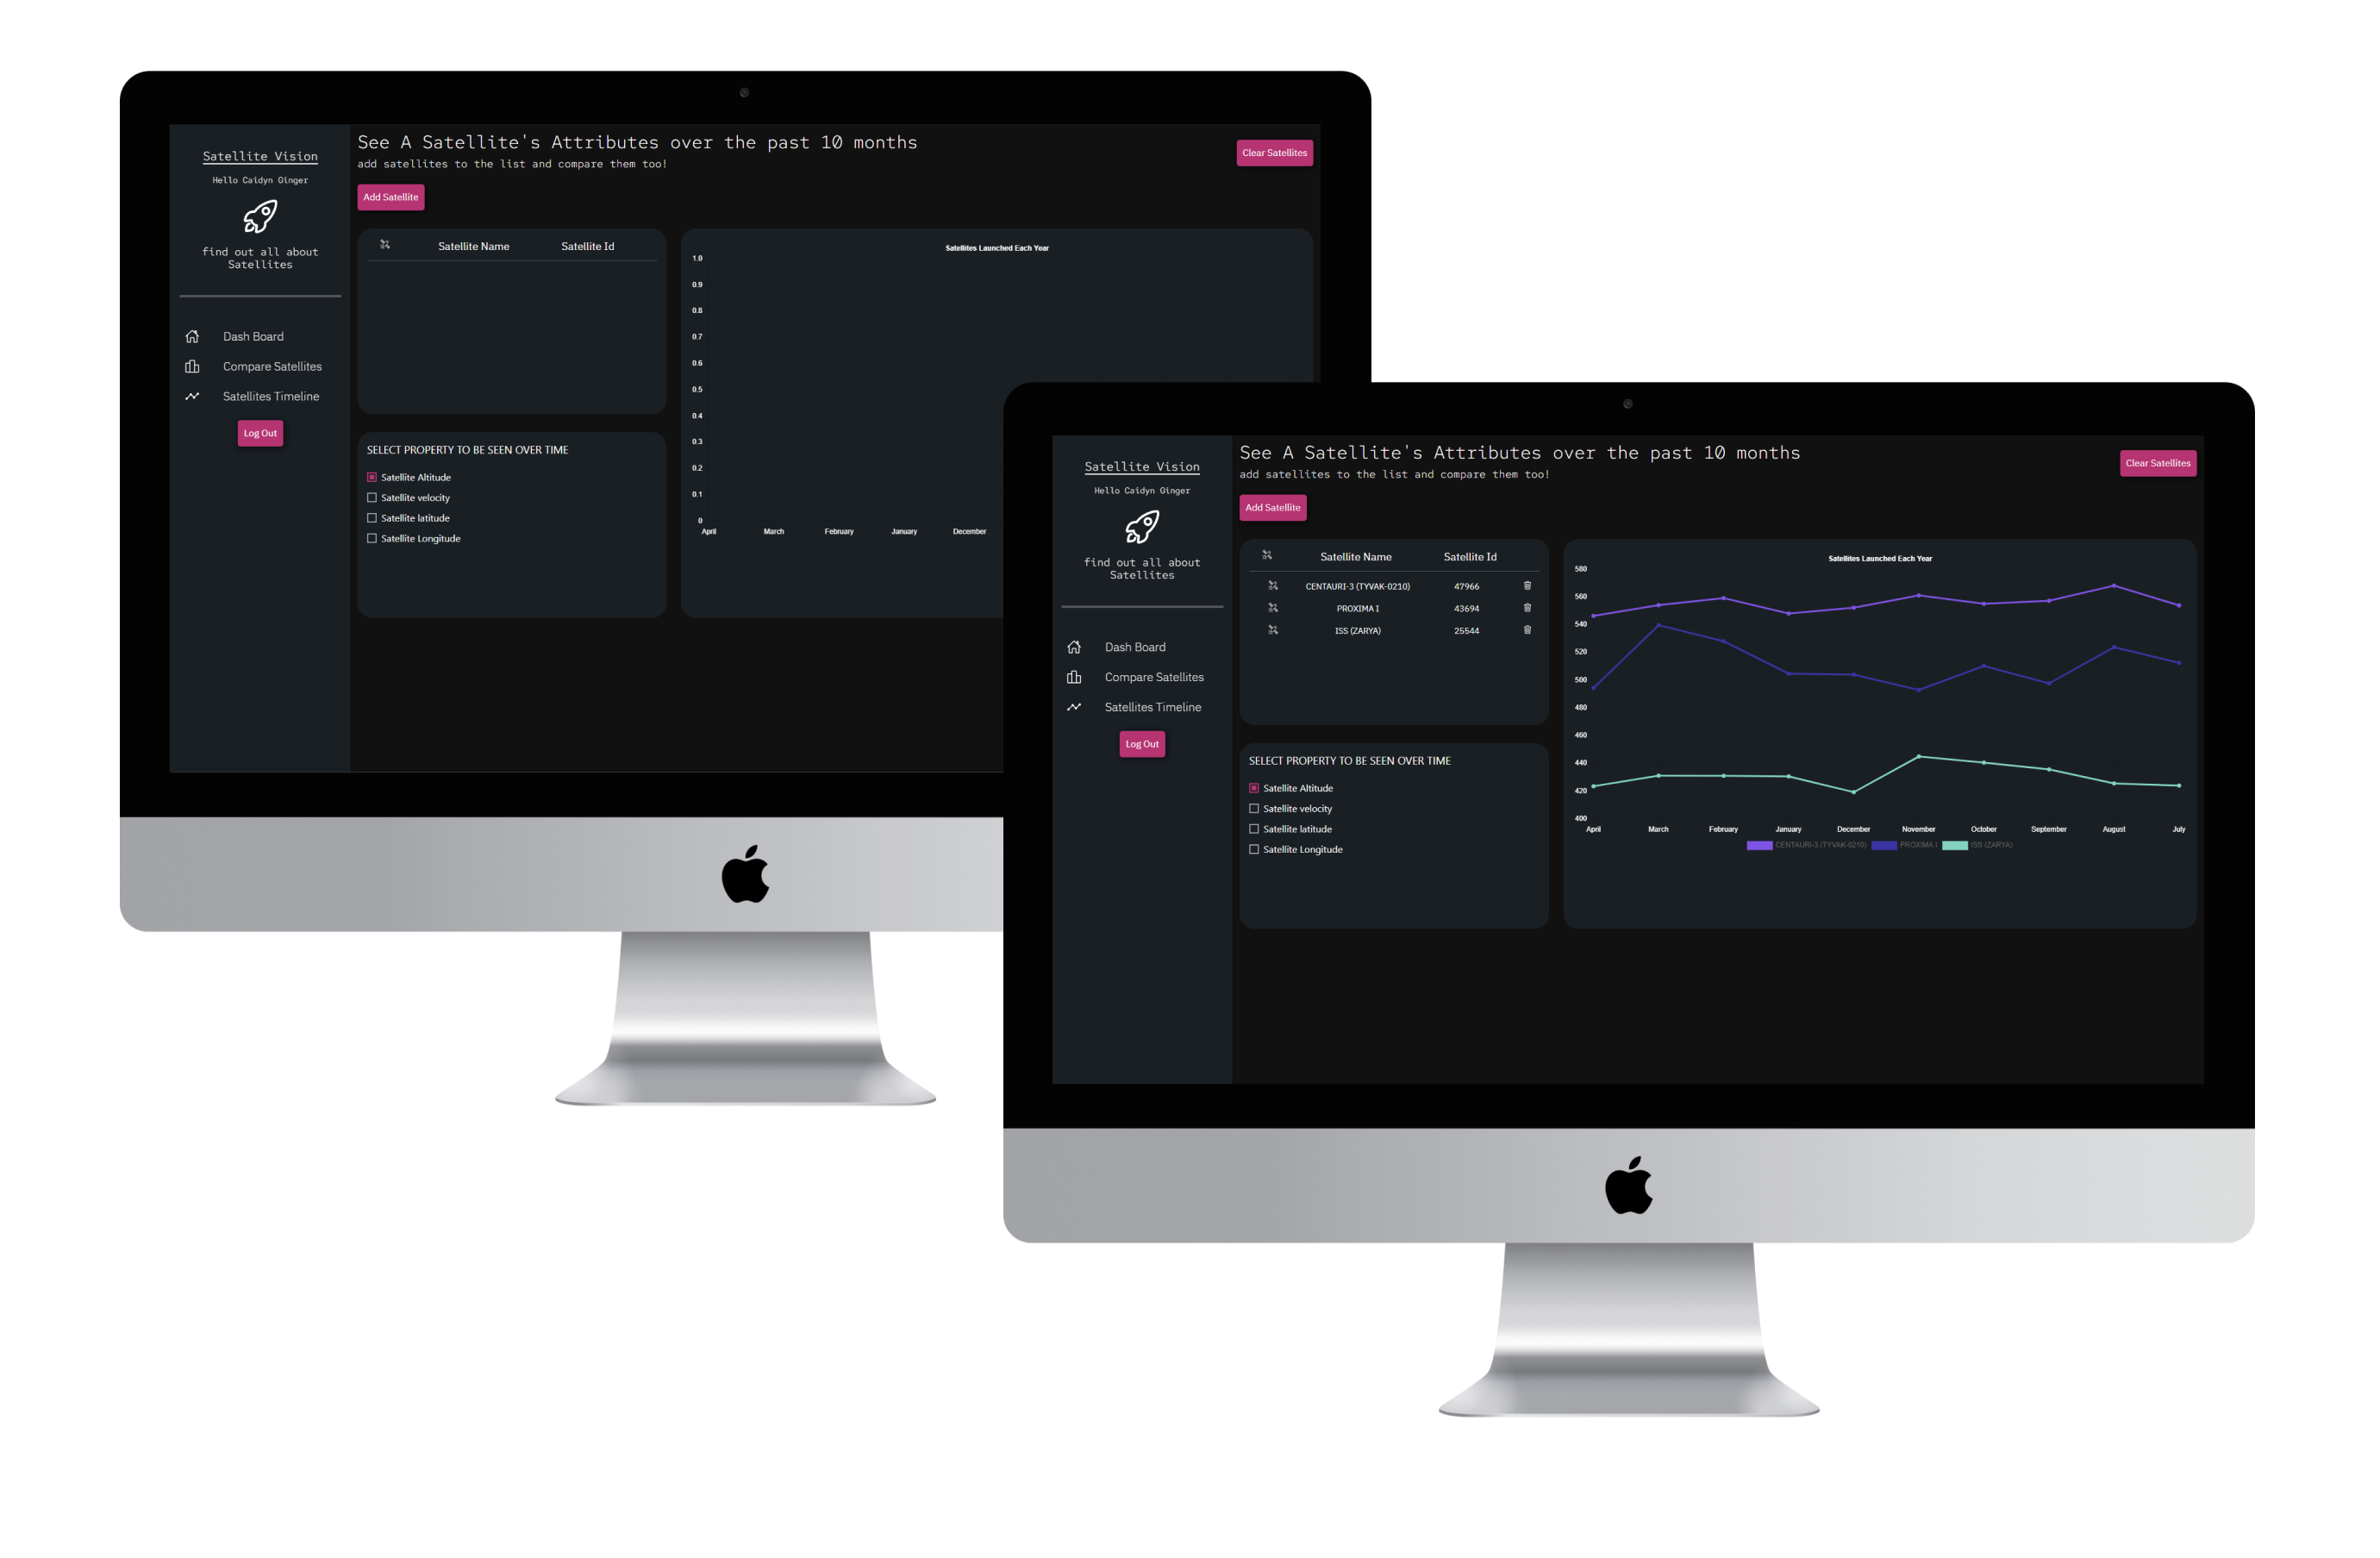 Satellite Vision
Hello Caidyn Ginger
find out all about
Satellites
Dash Board
Compare Satellites
Satellites Timeline
Log Out
See A Satellite's Attributes over the past 10 months
add satellites to the list and compare them too!
Clear Satellites
Add Satellite
Satellite Name Satellite Id
SELECT PROPERTY TO BE SEEN OVER TIME
Satellite Altitude
Satellite velocity
Satellite latitude
Satellite Longitude
Satellites Launched Each Year
1.0
0.9
0.8
0.7
0.6
0.5
0.4
0.3
0.2
0.1
0
April March February January December
Satellite Vision
Hello Caidyn Ginger
find out all about
Satellites
Dash Board
Compare Satellites
Satellites Timeline
Log Out
See A Satellite's Attributes over the past 10 months
add satellites to the list and compare them too!
Clear Satellites
Add Satellite
Satellite Name Satellite Id
CENTAURI-3 (TYVAK-0210) 47966
PROXIMA I 43694
ISS (ZARYA) 25544
SELECT PROPERTY TO BE SEEN OVER TIME
Satellite Altitude
Satellite velocity
Satellite latitude
Satellite Longitude
Satellites Launched Each Year
580
560
540
520
500
480
460
440
420
400
April March February January December November October September August July
CENTAURI-3 (TYVAK-0210) PROXIMA I ISS (ZARYA)